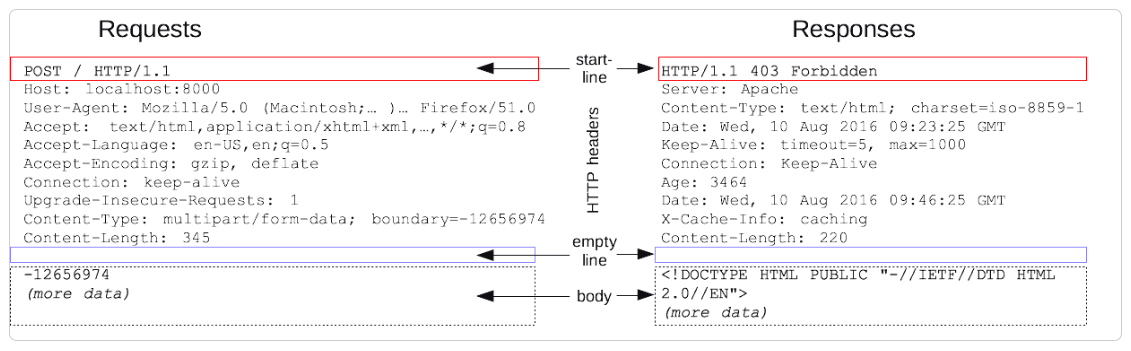 Requests
POST / HTTP/1.1
Host: localhost:8000
User-Agent: Mozilla/5.0 (Macintosh;… )… Firefox/51.0
Accept: text/html,application/xhtml+xml,…,*/*;q=0.8
Accept-Language: en-US,en;q=0.5
Accept-Encoding: gzip, deflate
Connection: keep-alive
Upgrade-Insecure-Requests: 1
Content-Type: multipart/form-data; boundary=-12656974
Content-Length: 345
-12656974
(more data)
start-
line
HTTP headers
empty
line
body
Responses
HTTP/1.1 403 Forbidden
Server: Apache
Content-Type: text/html; charset=iso-8859-1
Date: Wed, 10 Aug 2016 09:23:25 GMT
Keep-Alive: timeout=5, max=1000
Connection: Keep-Alive
Age: 3464
Date: Wed, 10 Aug 2016 09:46:25 GMT
X-Cache-Info: caching
Content-Length: 220
<!DOCTYPE HTML PUBLIC "-//IETF//DTD HTML
2.0//EN">
(more data)